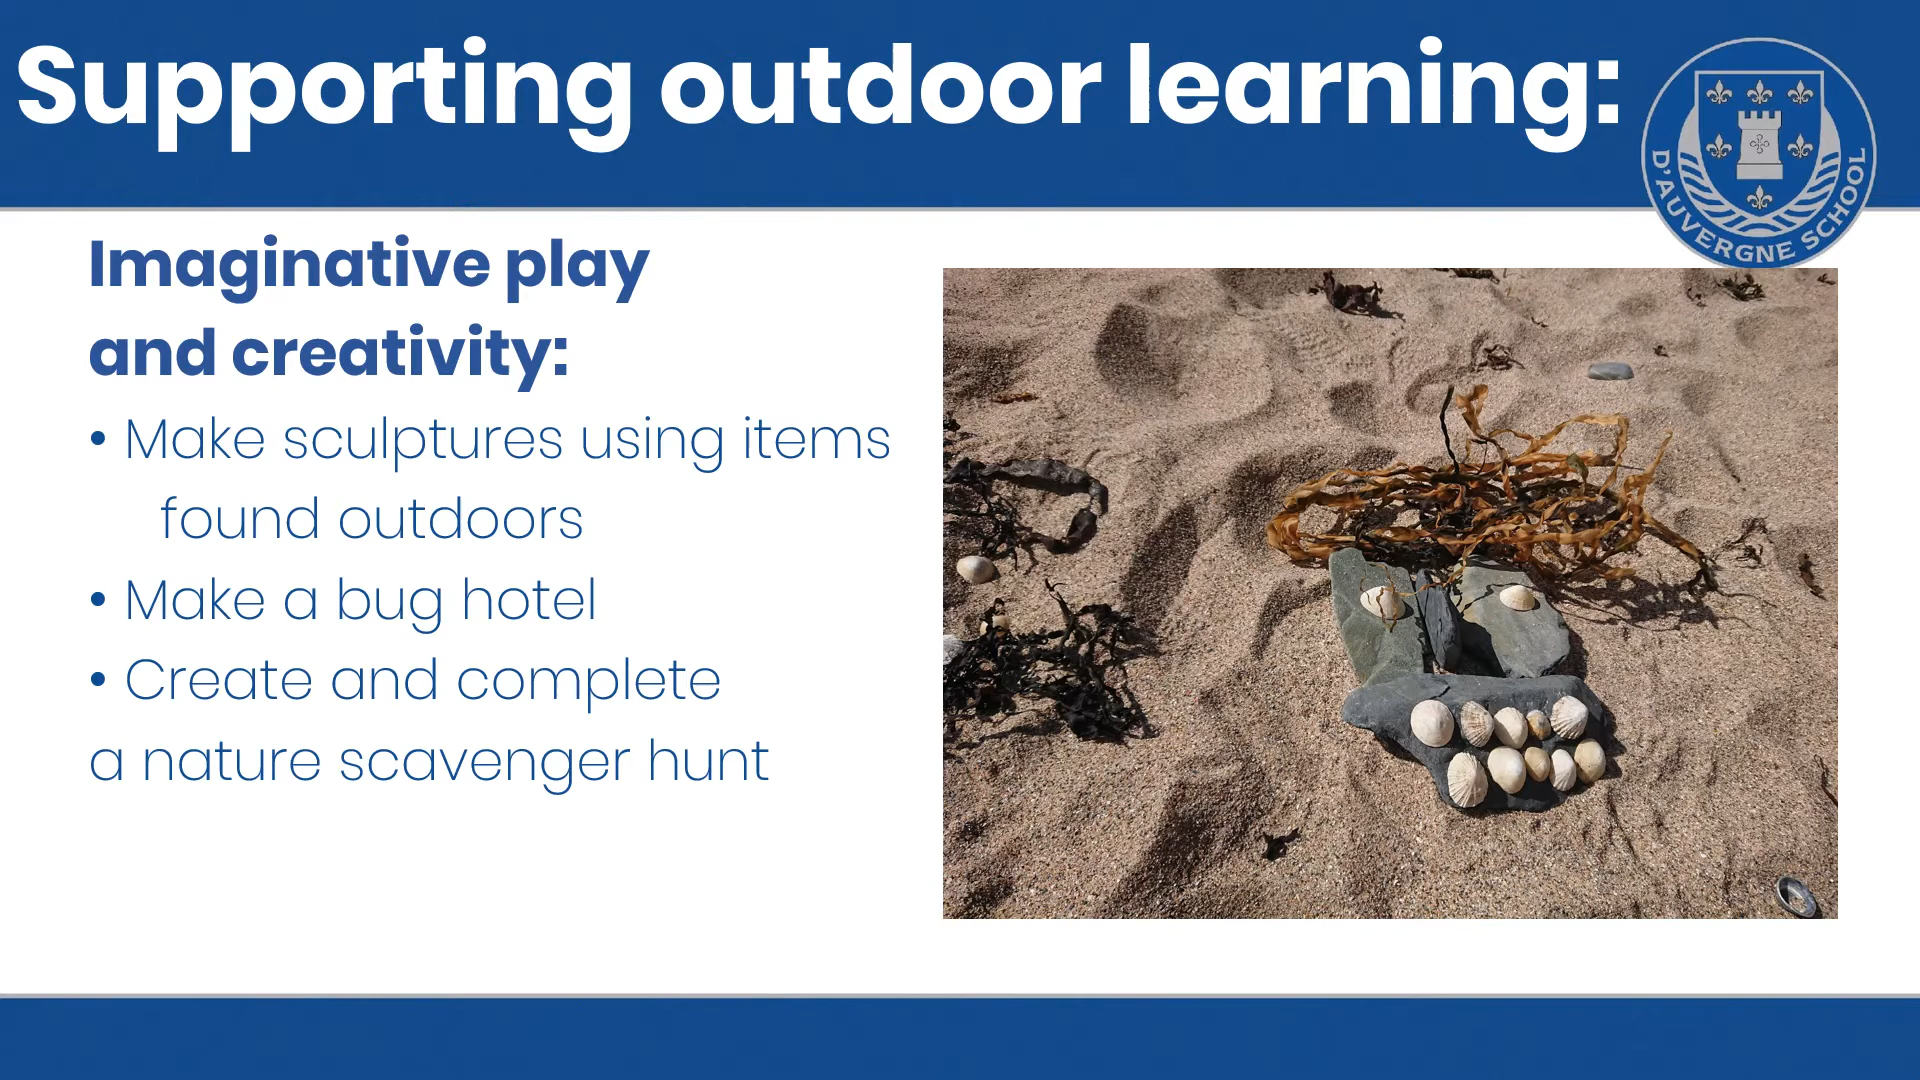 Supporting outdoor learning:
D'AUVERGNE SCHOOL
Imaginative play
and creativity:
• Make sculptures using items
found outdoors
• Make a bug hotel
• Create and complete
a nature scavenger hunt